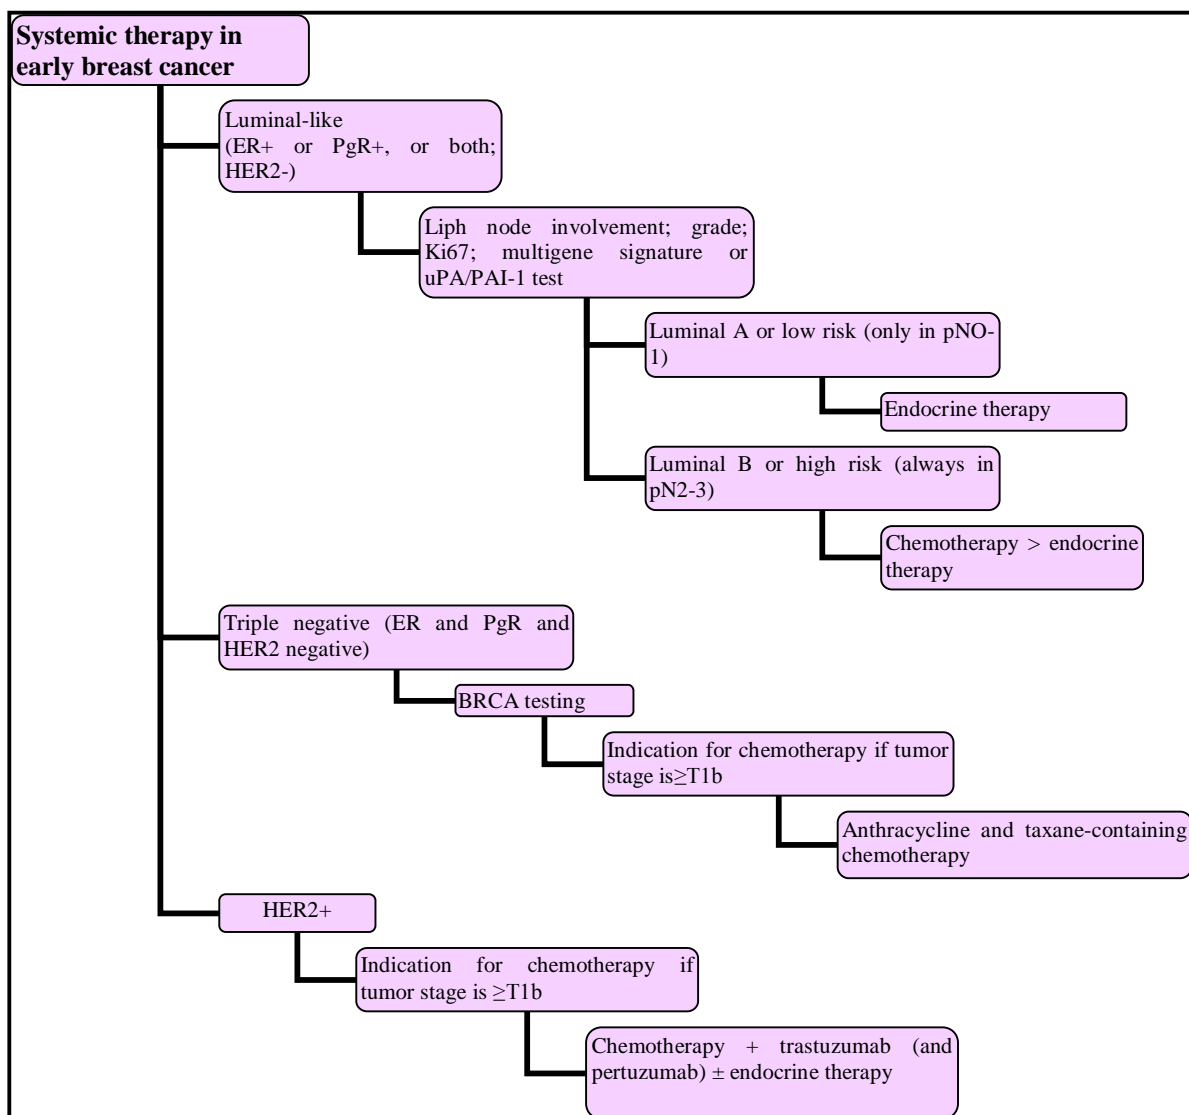 Systemic therapy in
early breast cancer
Luminal-like
(ER+ or PgR+, or both;
HER2-)
Liph node involvement; grade;
Ki67; multigene signature or
uPA/PAI-1 test
Luminal A or low risk (only in pNO-
1)
Endocrine therapy
Luminal B or high risk (always in
pN2-3)
Chemotherapy > endocrine
therapy
Triple negative (ER and PgR and
HER2 negative)
BRCA testing
Indication for chemotherapy if tumor
stage is≥T1b
Anthracycline and taxane-containing
chemotherapy
HER2+
Indication for chemotherapy if
tumor stage is ≥T1b
Chemotherapy + trastuzumab (and
pertuzumab) ± endocrine therapy